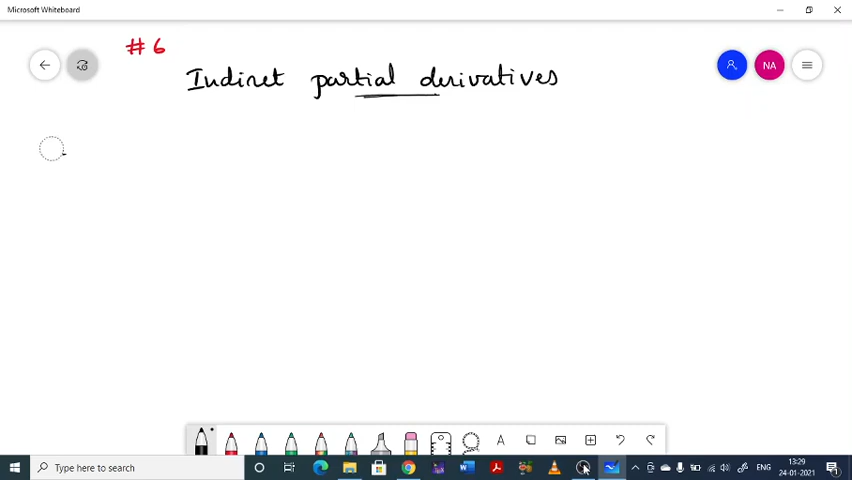 Microsoft Whiteboard
# 6
Indirect partial derivatives
NA
A
Type here to search
W
ENG
13:29
24-01-2021